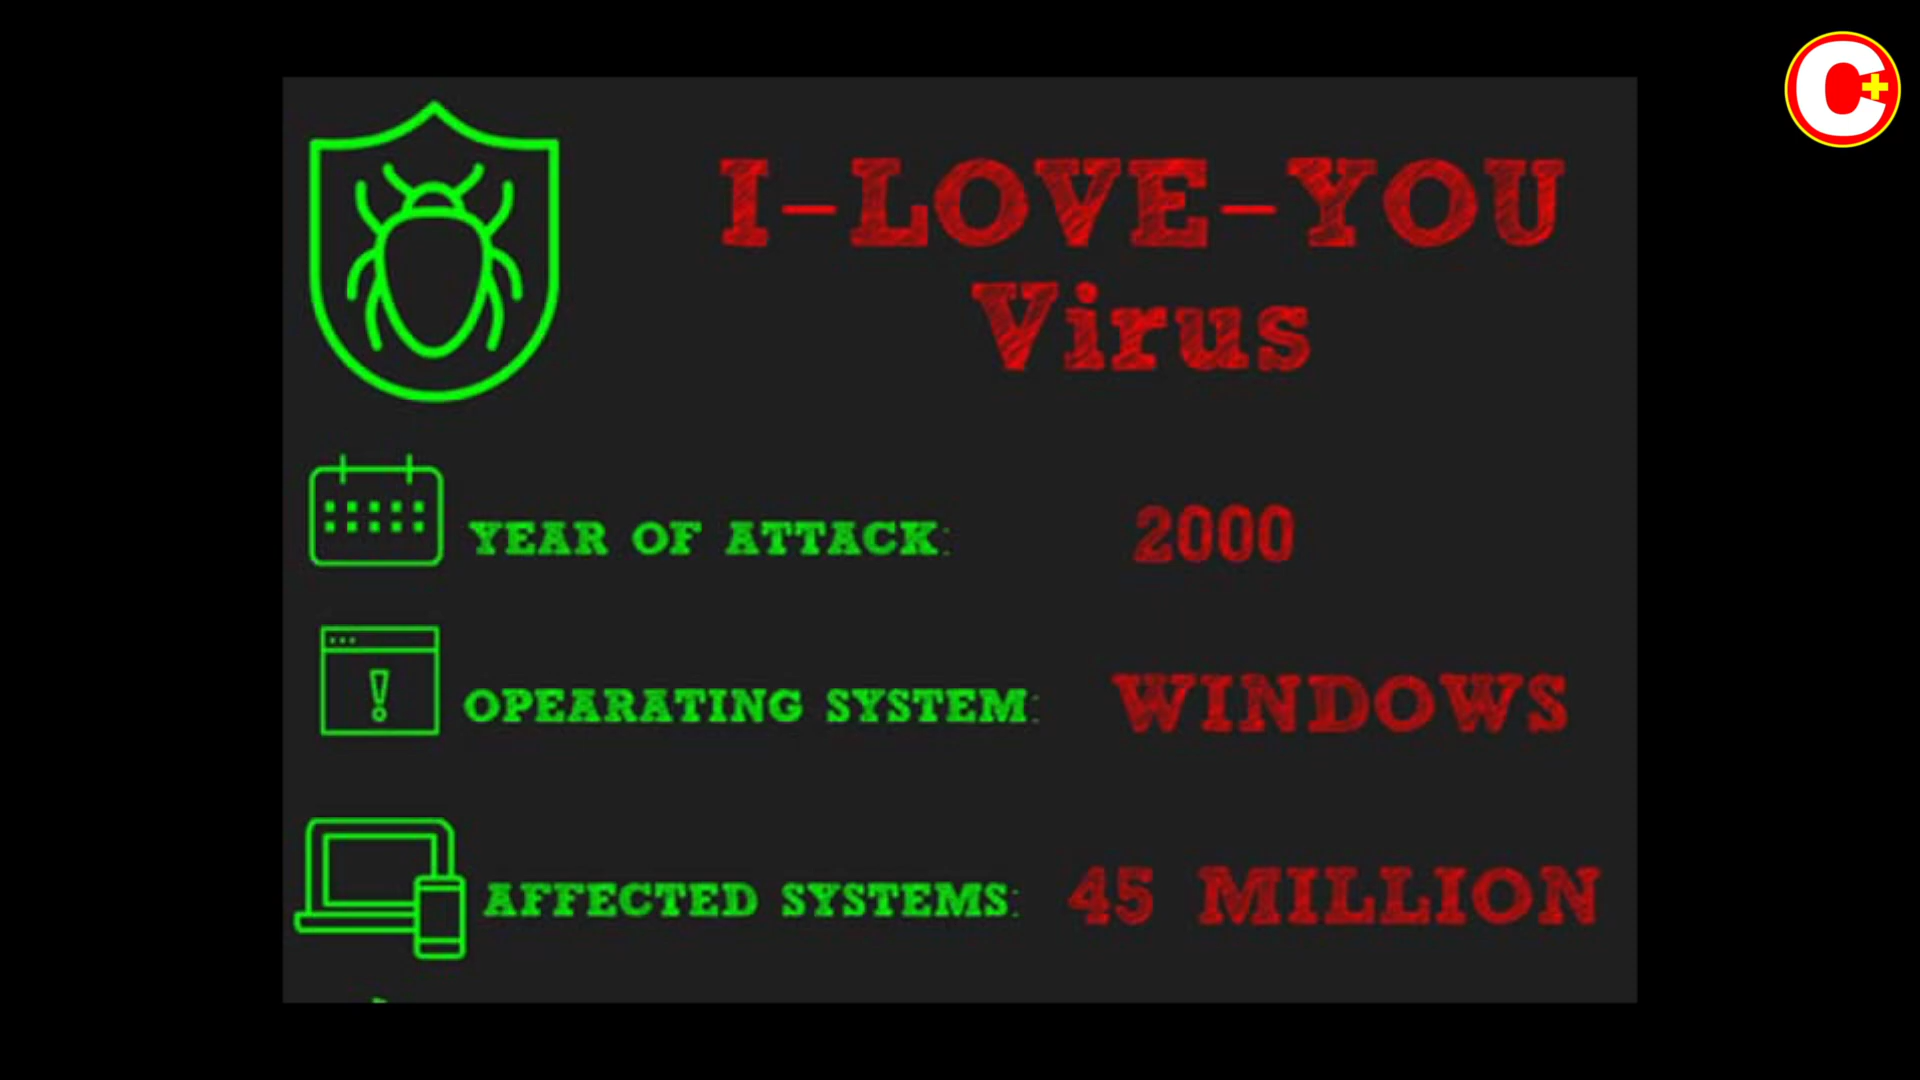 C+
I-LOVE-YOU
Virus
YEAR OF ATTACK: 2000
OPEARATING SYSTEM: WINDOWS
AFFECTED SYSTEMS: 45 MILLION